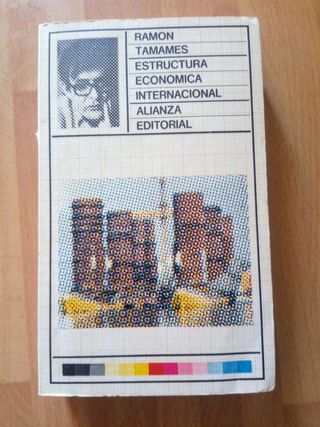 RAMON
TAMAMES
ESTRUCTURA
ECONOMICA
INTERNACIONAL
ALIANZA
EDITORIAL